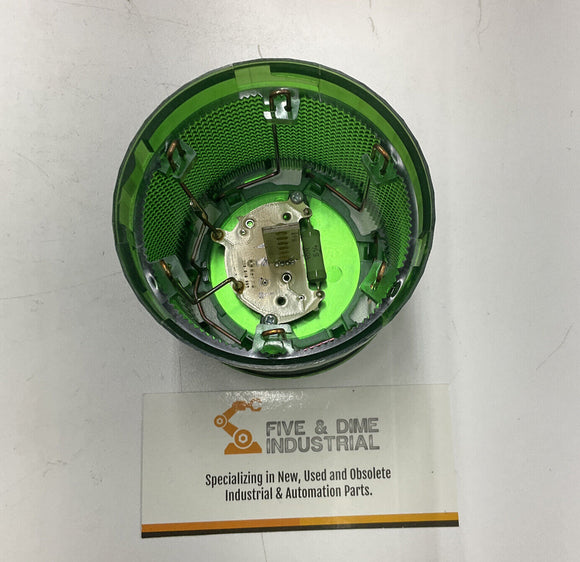 FIVE & DIME
INDUSTRIAL
Specializing in New, Used and Obsolete
Industrial & Automation Parts.